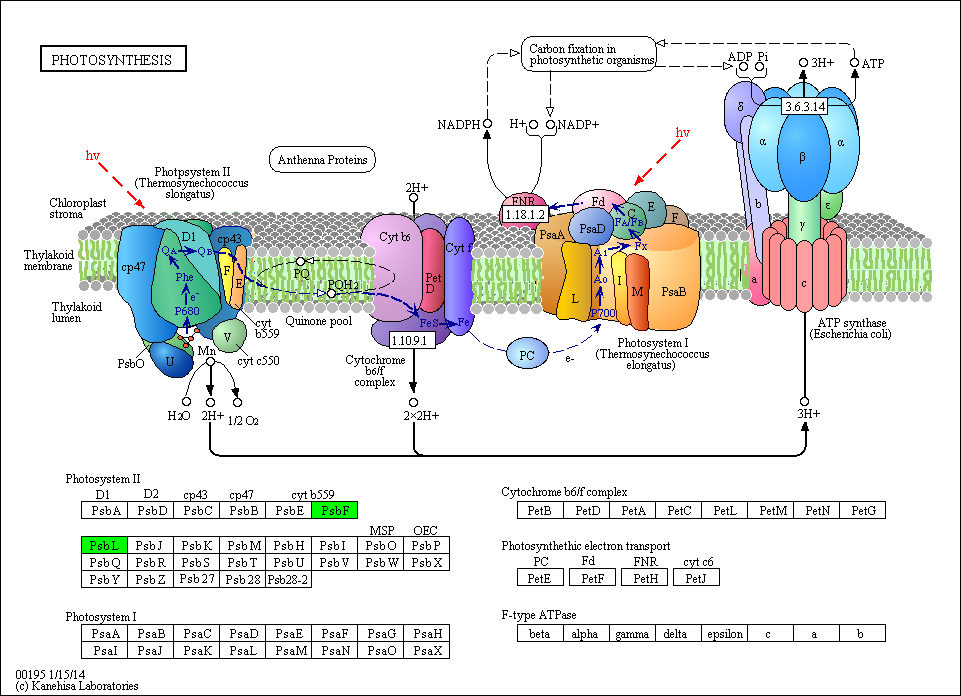 PHOTOSYNTHESIS
Carbon fixation in
photosynthetic organisms
ADP Pi
3H+
ATP
3.6.3.14
NADPH
H+
NADP+
hν
hν
Anthenna Proteins
Photpsystem II
(Thermosynechococcus
elongatus)
2H+
Chloroplast
stroma
FNR
1.18.1.2
Fd
FA/FB
C
E
F
PsaA
PsaD
Fx
δ
α
β
α
b
ε
γ
D1
cp43
cp47
QA
QB
F
E
Cyt b6
Cyt f
Pet
D
Thylakoid
membrane
PQ
PQH2
Phe
e-
P680
A1
A0
L
I
M
PsaB
P700
a
c
Thylakoid
lumen
Quinone pool
FeS
Fe
1.10.9.1
cyt
b559
V
cyt c550
PsbO
U
Mn
Cytochrome
b6/f
complex
PC
e-
Photosystem I
(Thermosynechococcus
elongatus)
ATP synthase
(Escherichia coli)
H2O
2H+
1/2 O2
2×2H+
3H+
Photosystem II
D1 D2 cp43 cp47 cyt b559
PsbA PsbD PsbC PsbB PsbE PsbF
MSP OEC
PsbL PsbJ PsbK PsbM PsbH PsbI PsbO PsbP
PsbQ PsbR PsbS PsbT PsbU PsbV PsbW PsbX
PsbY PsbZ Psb27 Psb28 Psb28-2
Photosystem I
PsaA PsaB PsaC PsaD PsaE PsaF PsaG PsaH
PsaI PsaJ PsaK PsaL PsaM PsaN PsaO PsaX
Cytochrome b6/f complex
PetB PetD PetA PetC PetL PetM PetN PetG
Photosynthethic electron transport
PC Fd FNR cyt c6
PetE PetF PetH PetJ
F-type ATPase
beta alpha gamma delta epsilon c a b
00195 1/15/14
(c) Kanehisa Laboratories